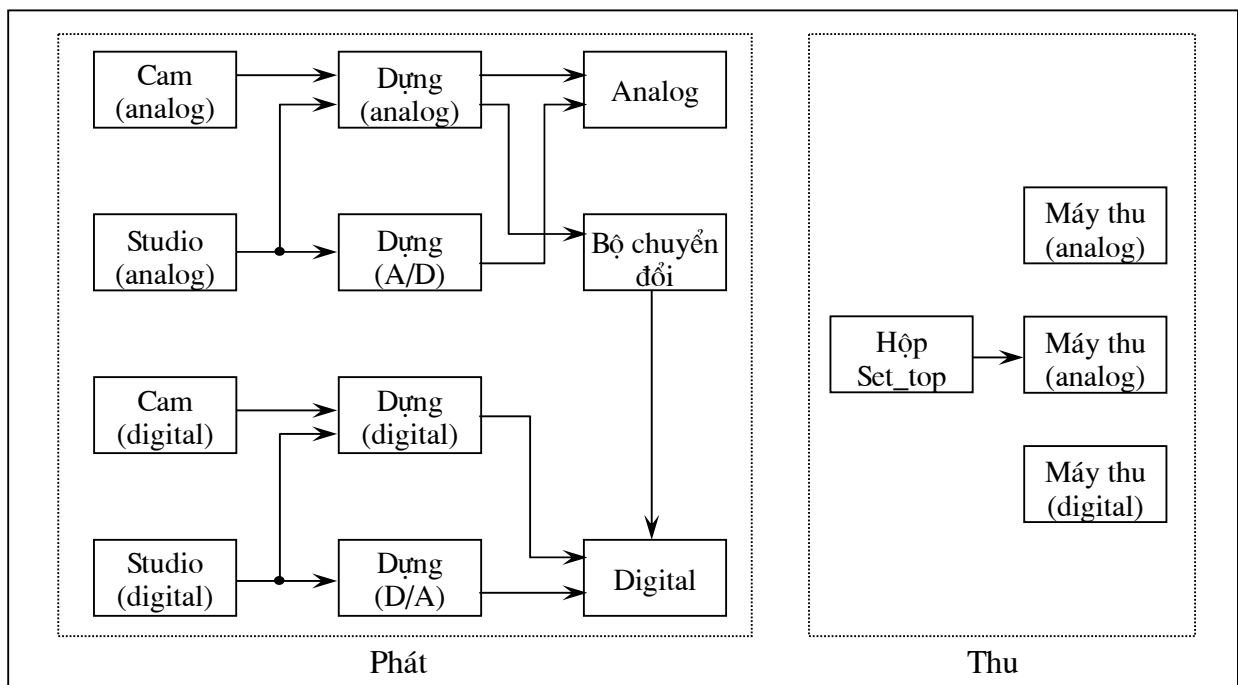 Cam
(analog)
Dựng
(analog)
Analog
Studio
(analog)
Dựng
(A/D)
Bộ chuyển
đổi
Cam
(digital)
Dựng
(digital)
Studio
(digital)
Dựng
(D/A)
Digital
Phát
Máy thu
(analog)
Hộp
Set_top
Máy thu
(analog)
Máy thu
(digital)
Thu